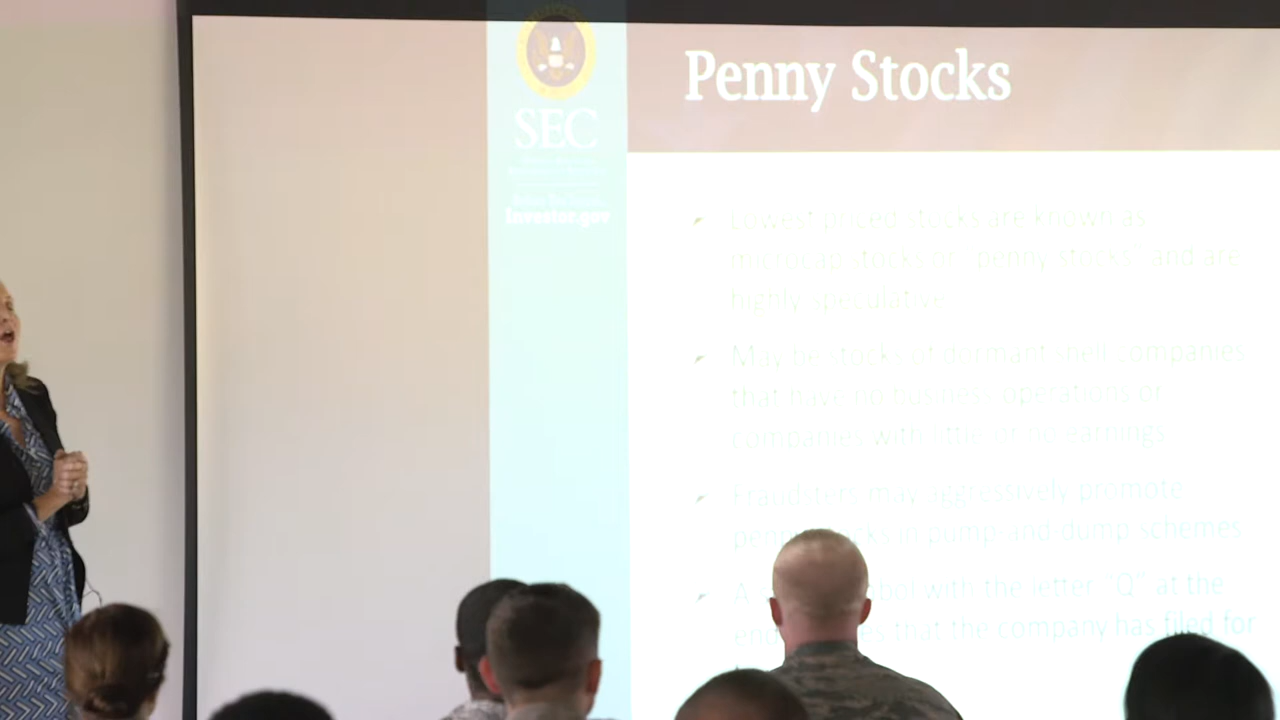 SEC
Investor.gov
Penny Stocks
Lowest priced stocks are known as
microcap stocks or "penny stocks" and are
highly speculative
May be stocks of dormant shell companies
that have no business operations or
companies with little or no earnings
Fraudsters may aggressively promote
in pump-and dump schemes
A with the letter "Q" at the
that the company has filed for